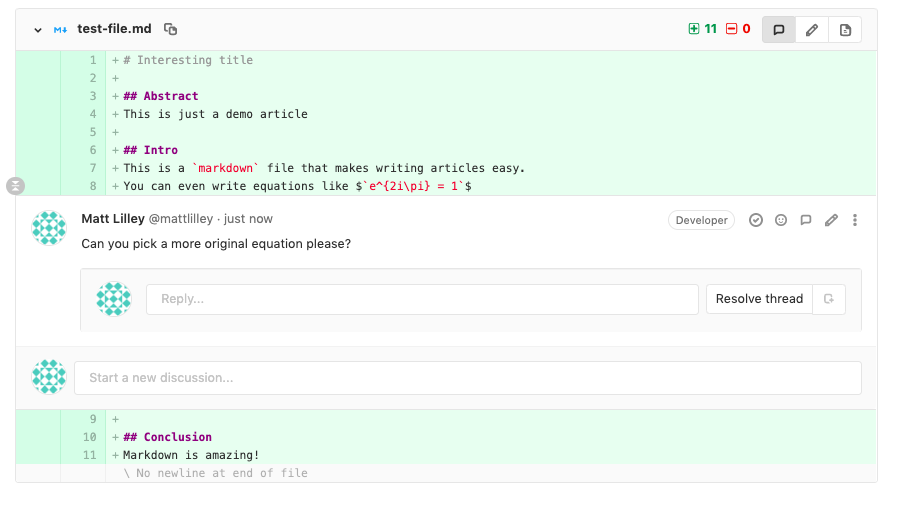 M↓ test-file.md 11 0
1 + # Interesting title
2 +
3 + ## Abstract
4 + This is just a demo article
5 +
6 + ## Intro
7 + This is a `markdown` file that makes writing articles easy.
8 + You can even write equations like $`e^{2i\pi} = 1`$
Matt Lilley @mattlilley · just now Developer
Can you pick a more original equation please?
Reply... Resolve thread
Start a new discussion...
9 +
10 + ## Conclusion
11 + Markdown is amazing!
\ No newline at end of file